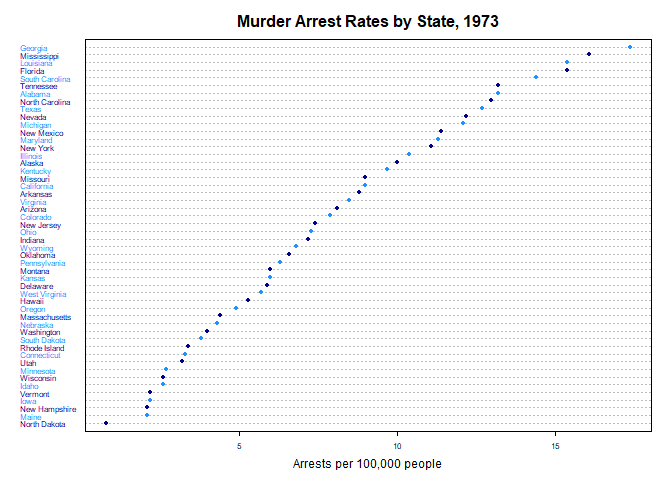 Murder Arrest Rates by State, 1973
Georgia
Mississippi
Louisiana
Florida
South Carolina
Tennessee
Alabama
North Carolina
Texas
Nevada
Michigan
New Mexico
Maryland
New York
Illinois
Alaska
Kentucky
Missouri
California
Arkansas
Virginia
Arizona
Colorado
New Jersey
Ohio
Indiana
Wyoming
Oklahoma
Pennsylvania
Montana
Kansas
Delaware
West Virginia
Hawaii
Oregon
Massachusetts
Nebraska
Washington
South Dakota
Rhode Island
Connecticut
Utah
Minnesota
Wisconsin
Idaho
Vermont
Iowa
New Hampshire
Maine
North Dakota
5 10 15
Arrests per 100,000 people